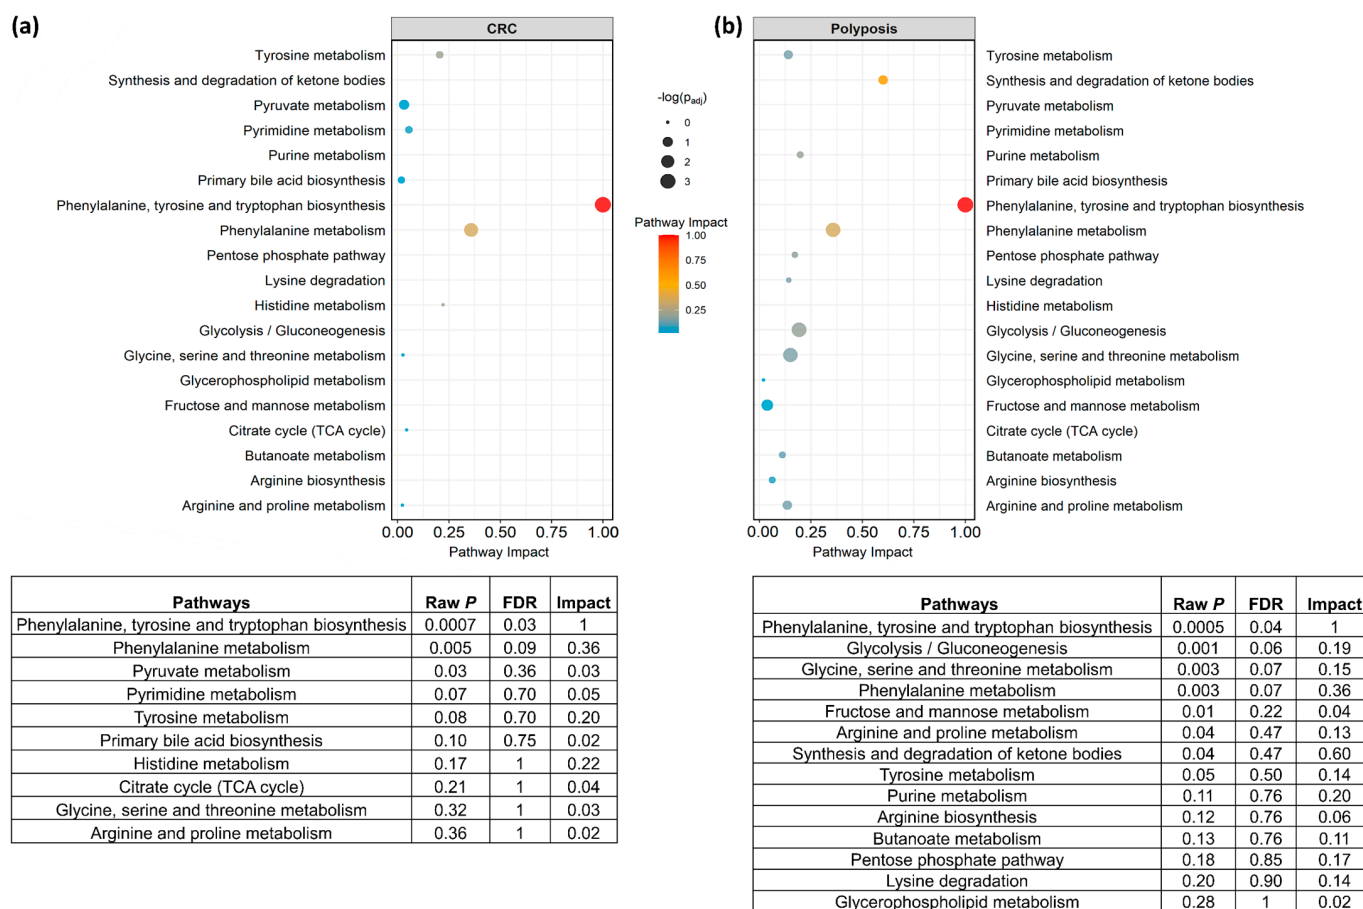 (a)
CRC
Tyrosine metabolism
Synthesis and degradation of ketone bodies
Pyruvate metabolism
Pyrimidine metabolism
Purine metabolism
Primary bile acid biosynthesis
Phenylalanine, tyrosine and tryptophan biosynthesis
Phenylalanine metabolism
Pentose phosphate pathway
Lysine degradation
Histidine metabolism
Glycolysis / Gluconeogenesis
Glycine, serine and threonine metabolism
Glycerophospholipid metabolism
Fructose and mannose metabolism
Citrate cycle (TCA cycle)
Butanoate metabolism
Arginine biosynthesis
Arginine and proline metabolism
0.00 0.25 0.50 0.75 1.00
Pathway Impact
-log(padj)
0
1
2
3
Pathway Impact
1.00
0.75
0.50
0.25
(b)
Polyposis
Tyrosine metabolism
Synthesis and degradation of ketone bodies
Pyruvate metabolism
Pyrimidine metabolism
Purine metabolism
Primary bile acid biosynthesis
Phenylalanine, tyrosine and tryptophan biosynthesis
Phenylalanine metabolism
Pentose phosphate pathway
Lysine degradation
Histidine metabolism
Glycolysis / Gluconeogenesis
Glycine, serine and threonine metabolism
Glycerophospholipid metabolism
Fructose and mannose metabolism
Citrate cycle (TCA cycle)
Butanoate metabolism
Arginine biosynthesis
Arginine and proline metabolism
0.00 0.25 0.50 0.75 1.00
Pathway Impact
Pathways Raw P FDR Impact
Phenylalanine, tyrosine and tryptophan biosynthesis 0.0007 0.03 1
Phenylalanine metabolism 0.005 0.09 0.36
Pyruvate metabolism 0.03 0.36 0.03
Pyrimidine metabolism 0.07 0.70 0.05
Tyrosine metabolism 0.08 0.70 0.20
Primary bile acid biosynthesis 0.10 0.75 0.02
Histidine metabolism 0.17 1 0.22
Citrate cycle (TCA cycle) 0.21 1 0.04
Glycine, serine and threonine metabolism 0.32 1 0.03
Arginine and proline metabolism 0.36 1 0.02
Pathways Raw P FDR Impact
Phenylalanine, tyrosine and tryptophan biosynthesis 0.0005 0.04 1
Glycolysis / Gluconeogenesis 0.001 0.06 0.19
Glycine, serine and threonine metabolism 0.003 0.07 0.15
Phenylalanine metabolism 0.003 0.07 0.36
Fructose and mannose metabolism 0.01 0.22 0.04
Arginine and proline metabolism 0.04 0.47 0.13
Synthesis and degradation of ketone bodies 0.04 0.47 0.60
Tyrosine metabolism 0.05 0.50 0.14
Purine metabolism 0.11 0.76 0.20
Arginine biosynthesis 0.12 0.76 0.06
Butanoate metabolism 0.13 0.76 0.11
Pentose phosphate pathway 0.18 0.85 0.17
Lysine degradation 0.20 0.90 0.14
Glycerophospholipid metabolism 0.28 1 0.02